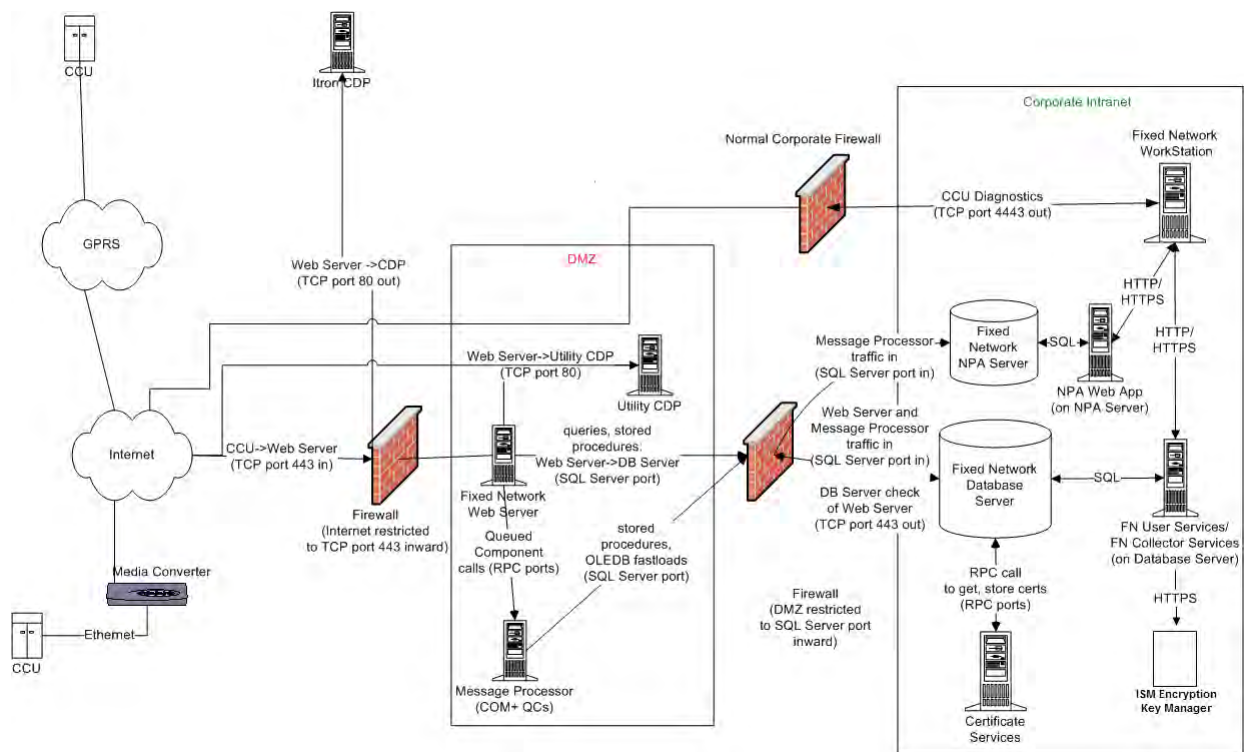 CCU
Itron CDP
GPRS
Internet
Media Converter
Ethernet
CCU
Web Server ->CDP
(TCP port 80 out)
CCU->Web Server
(TCP port 443 in)
Firewall
(Internet restricted
to TCP port 443 inward)
DMZ
Web Server->Utility CDP
(TCP port 80)
Utility CDP
Fixed Network
Web Server
queries, stored
procedures:
Web Server->DB Server
(SQL Server port)
Queued
Component
calls (RPC ports)
stored
procedures,
OLEDB fastloads
(SQL Server port)
Message Processor
(COM+ QCs)
Normal Corporate Firewall
Message Processor
traffic in
(SQL Server port in)
Web Server and
Message Processor
traffic in
(SQL Server port in)
DB Server check
of Web Server
(TCP port 443 out)
Firewall
(DMZ restricted
to SQL Server port
inward)
Corporate Intranet
Fixed Network
WorkStation
CCU Diagnostics
(TCP port 4443 out)
HTTP/
HTTPS
HTTP/
HTTPS
Fixed
Network
NPA Server
SQL
NPA Web App
(on NPA Server)
Fixed Network
Database
Server
SQL
FN User Services/
FN Collector Services
(on Database Server)
RPC call
to get, store certs
(RPC ports)
HTTPS
Certificate
Services
ISM Encryption
Key Manager